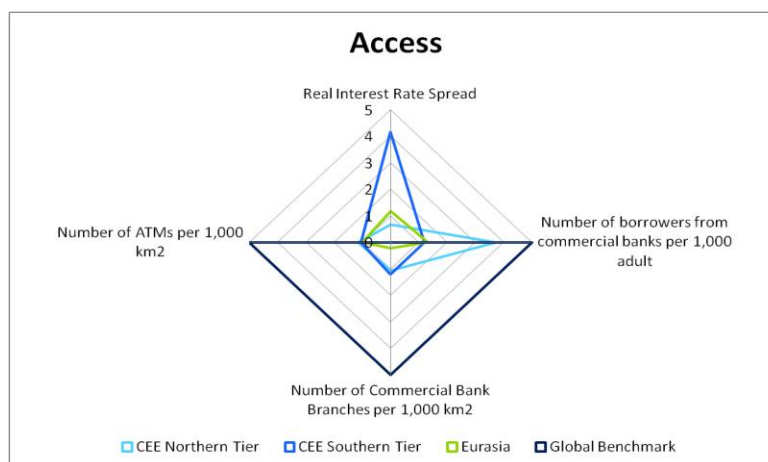 Access
Real Interest Rate Spread
5
4
3
2
1
0
Number of ATMs per 1,000
km2
Number of borrowers from
commercial banks per 1,000
adult
Number of Commercial Bank
Branches per 1,000 km2
CEE Northern Tier CEE Southern Tier Eurasia Global Benchmark